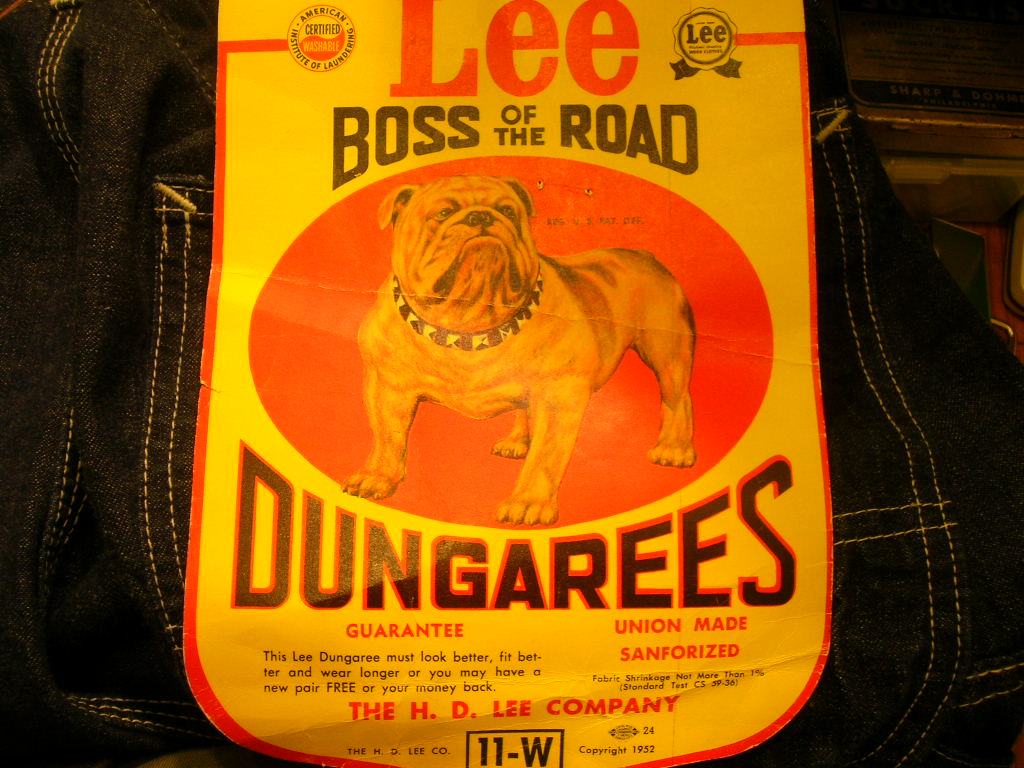 Lee
AMERICAN INSTITUTE OF LAUNDERING
CERTIFIED
WASHABLE
Lee
BOSS OF THE ROAD
REG. U. S. PAT. OFF.
DUNGAREES
GUARANTEE
This Lee Dungaree must look better, fit bet-
ter and wear longer or you may have a
new pair FREE or your money back.
UNION MADE
SANFORIZED
Fabric Shrinkage Not More Than 1%
(Standard Test CS 59-36)
THE H. D. LEE COMPANY
THE H. D. LEE CO.
11-W
24
Copyright 1952
SHARP & DOHME
PHILADELPHIA